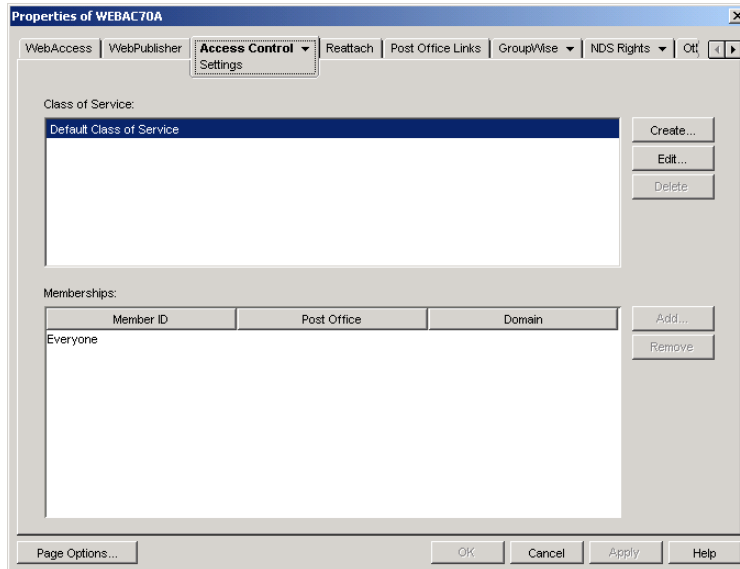 Properties of WEBAC70A
WebAccess WebPublisher Access Control Reattach Post Office Links GroupWise NDS Rights
Settings
Class of Service:
Default Class of Service
Create...
Edit...
Delete
Memberships:
Member ID Post Office Domain
Everyone
Add...
Remove
Page Options... OK Cancel Apply Help